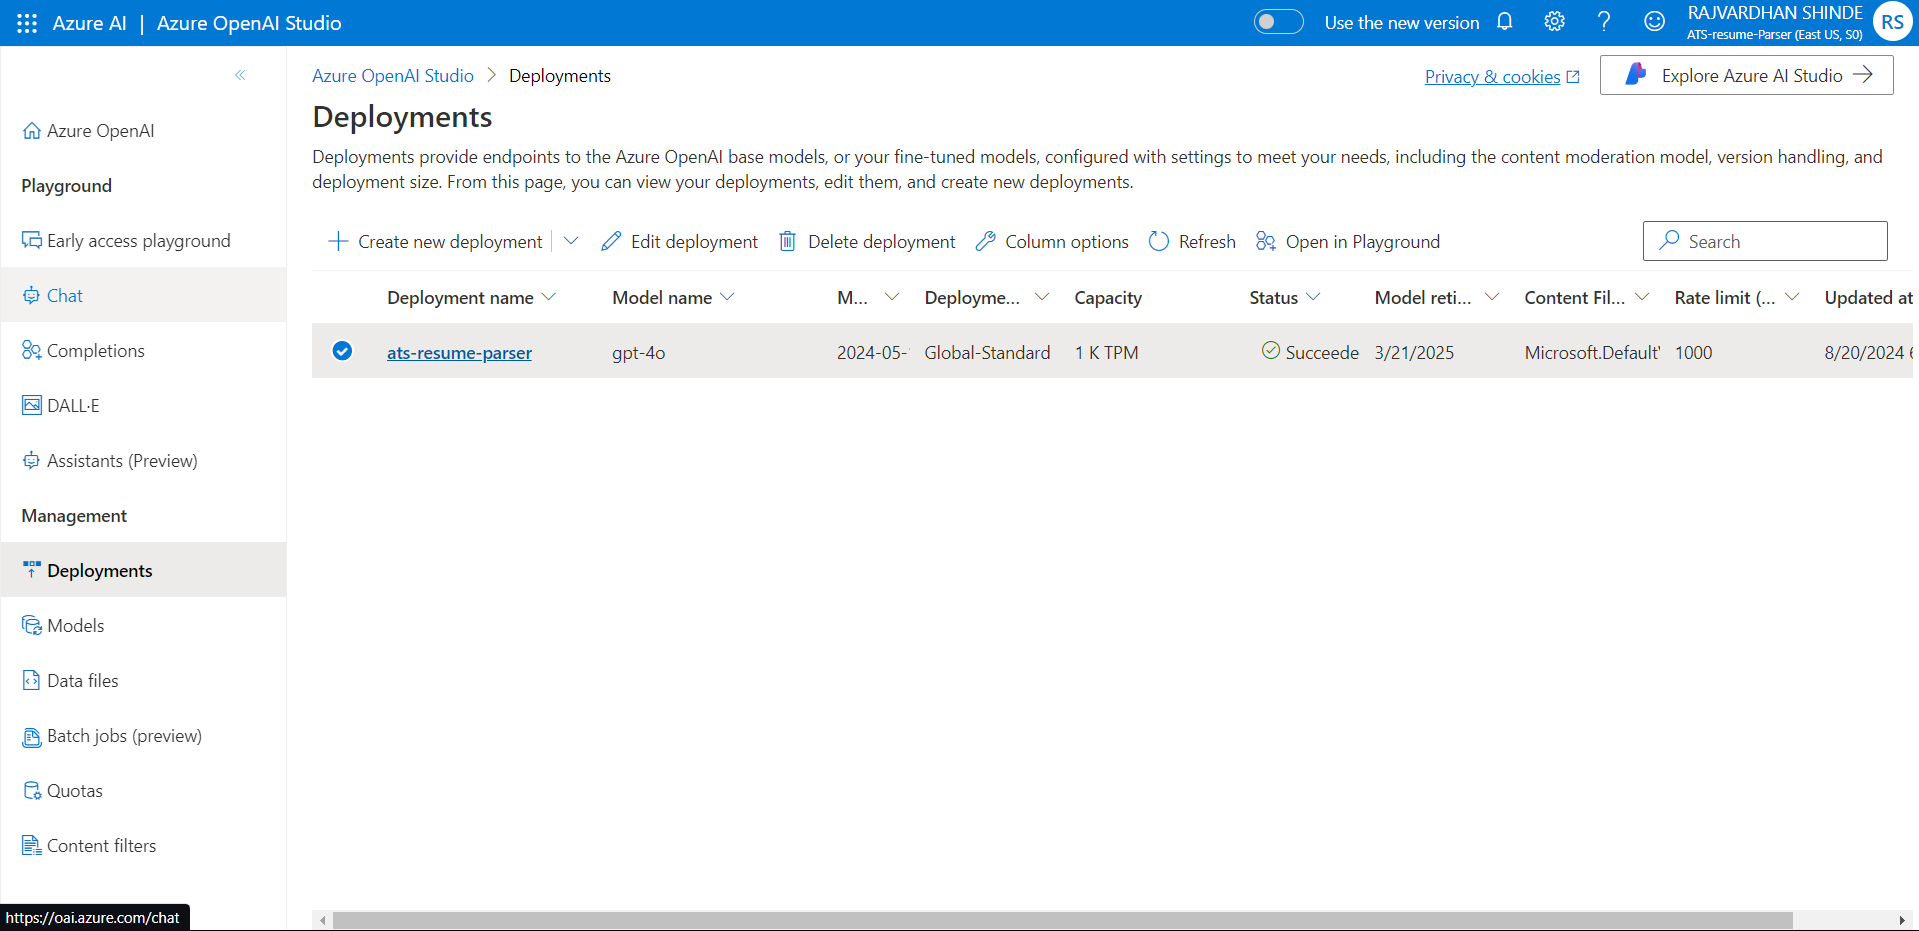 Azure AI | Azure OpenAI Studio
Use the new version
RAJVARDHAN SHINDE
ATS-resume-Parser (East US, S0)
RS
Azure OpenAI Studio > Deployments
Privacy & cookies
Explore Azure AI Studio
Deployments
Deployments provide endpoints to the Azure OpenAI base models, or your fine-tuned models, configured with settings to meet your needs, including the content moderation model, version handling, and
deployment size. From this page, you can view your deployments, edit them, and create new deployments.
Create new deployment
Edit deployment
Delete deployment
Column options
Refresh
Open in Playground
Search
Deployment name
Model name
M...
Deployme...
Capacity
Status
Model reti...
Content Fil...
Rate limit (...
Updated at
ats-resume-parser
gpt-4o
2024-05-
Global-Standard
1 K TPM
Succeede
3/21/2025
Microsoft.Default
1000
8/20/2024 6
Azure OpenAI
Playground
Early access playground
Chat
Completions
DALL·E
Assistants (Preview)
Management
Deployments
Models
Data files
Batch jobs (preview)
Quotas
Content filters
https://oai.azure.com/chat